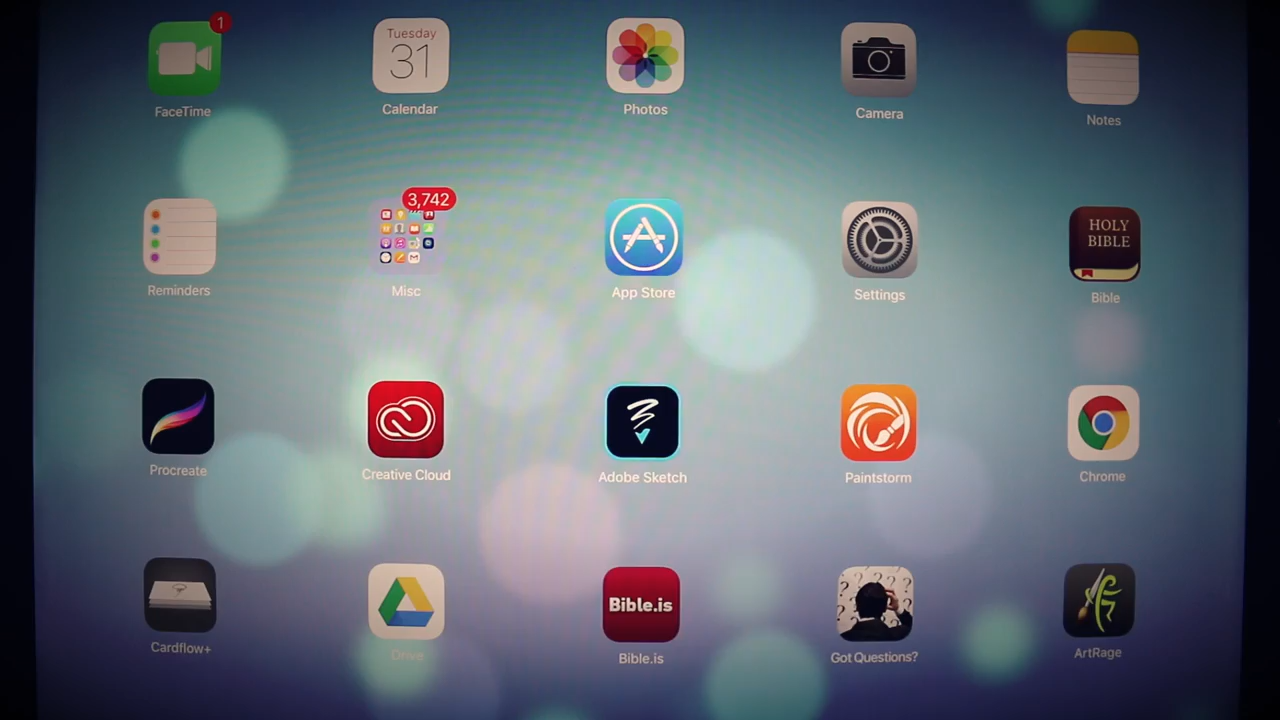 1
Tuesday
31
FaceTime
Calendar
Photos
Camera
Notes
3,742
HOLY
BIBLE
Reminders
Misc
App Store
Settings
Bible
Procreate
Creative Cloud
Adobe Sketch
Paintstorm
Chrome
Bible.is
Cardflow+
Drive
Bible.is
Got Questions?
ArtRage